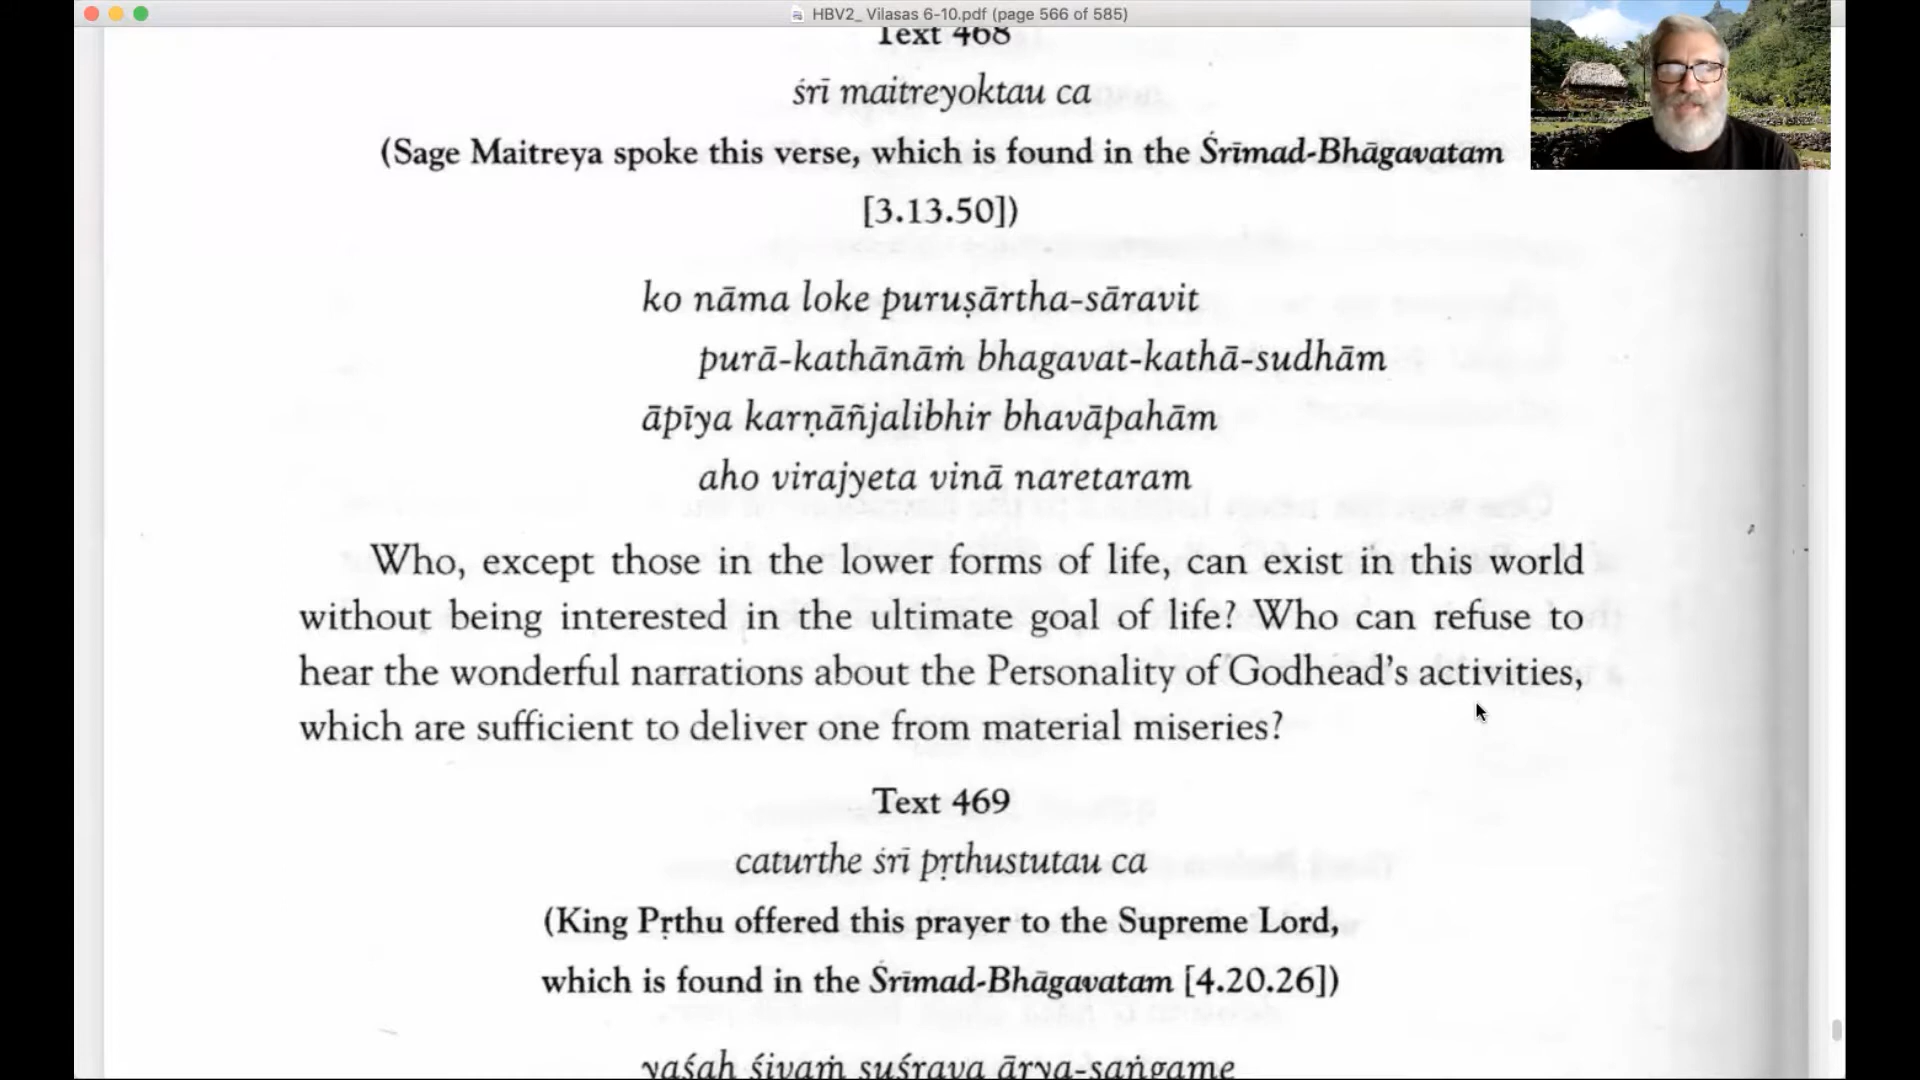 HBV2_ Vilasas 6-10.pdf (page 566 of 585)
Text 468
śrī maitreyoktau ca
(Sage Maitreya spoke this verse, which is found in the Śrīmad-Bhāgavatam
[3.13.50])
ko nāma loke puruṣārtha-sāravit
purā-kathānāṁ bhagavat-kathā-sudhām
āpīya karṇāñjalibhir bhavāpahām
aho virajyeta vinā naretaram
Who, except those in the lower forms of life, can exist in this world
without being interested in the ultimate goal of life? Who can refuse to
hear the wonderful narrations about the Personality of Godhead's activities,
which are sufficient to deliver one from material miseries?
Text 469
caturthe śrī pṛthustutau ca
(King Pṛthu offered this prayer to the Supreme Lord,
which is found in the Śrīmad-Bhāgavatam [4.20.26])
yaśaḥ śivaṁ suśrava ārya-saṅgame